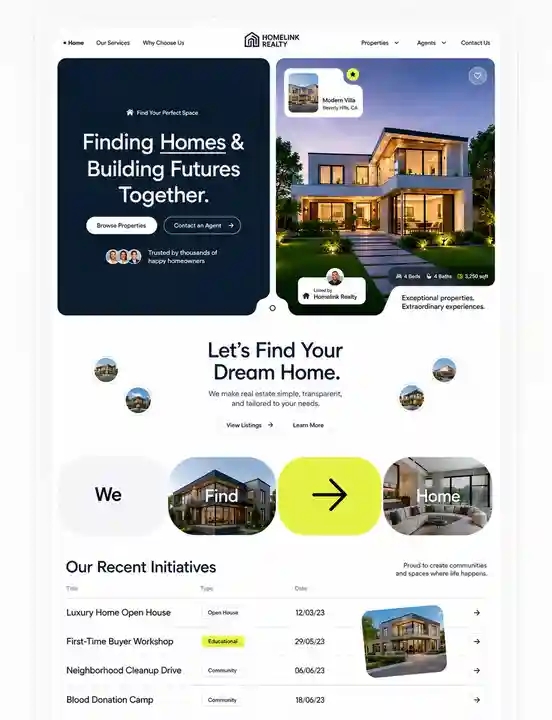 Home
Our Services
Why Choose Us
HOMELINK
REALTY
Properties
Agents
Contact Us
Find Your Perfect Space
Finding Homes &
Building Futures
Together.
Browse Properties
Contact an Agent
Trusted by thousands of
happy homeowners
Modern Villa
Beverly Hills, CA
4 Beds
4 Baths
3,250 sqft
Listed by
Homelink Realty
Exceptional properties.
Extraordinary experiences.
Let's Find Your
Dream Home.
We make real estate simple, transparent,
and tailored to your needs.
View Listings
Learn More
We
Find
Home
Our Recent Initiatives
Proud to create communities
and spaces where life happens.
Title
Type
Date
Luxury Home Open House
Open House
12/03/23
First-Time Buyer Workshop
Educational
29/05/23
Neighborhood Cleanup Drive
Community
06/06/23
Blood Donation Camp
Community
18/06/23